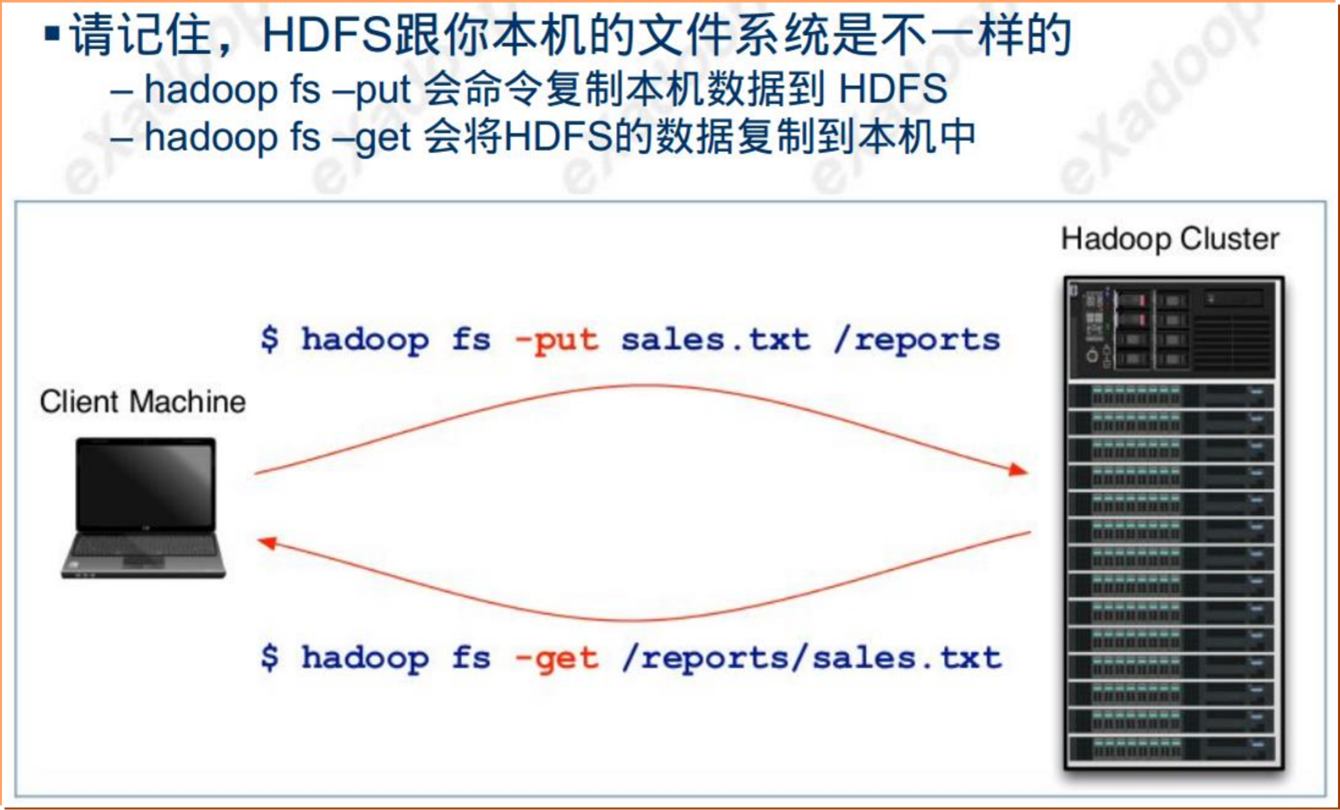 ▪请记住，HDFS跟你本机的文件系统是不一样的
– hadoop fs –put 会命令复制本机数据到 HDFS
– hadoop fs –get 会将HDFS的数据复制到本机中
eXadoop eXadoop eXadoop eXadoop eXadoop
Hadoop Cluster
$ hadoop fs -put sales.txt /reports
Client Machine
$ hadoop fs -get /reports/sales.txt